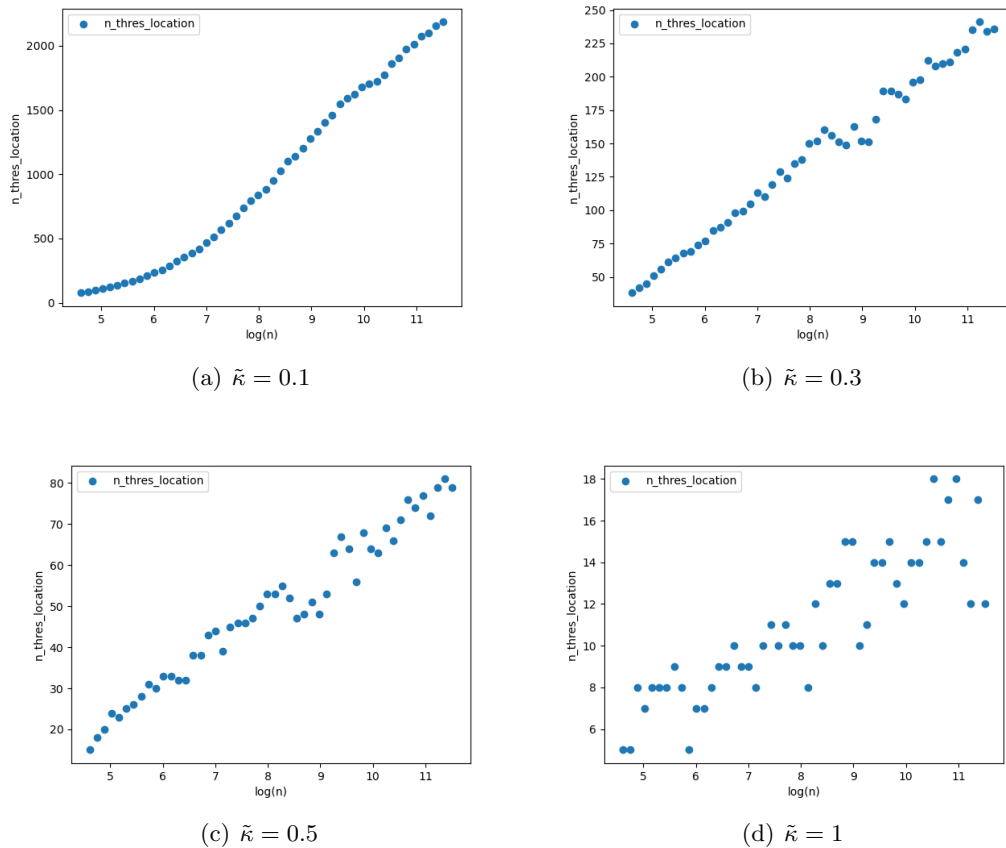 n_thres_location
2000
1500
1000
500
0
n_thres_location
5 6 7 8 9 10 11
log(n)
(a) κ̃ = 0.1
n_thres_location
250
225
200
175
150
125
100
75
50
n_thres_location
5 6 7 8 9 10 11
log(n)
(b) κ̃ = 0.3
n_thres_location
80
70
60
50
40
30
20
n_thres_location
5 6 7 8 9 10 11
log(n)
(c) κ̃ = 0.5
n_thres_location
18
16
14
12
10
8
6
n_thres_location
5 6 7 8 9 10 11
log(n)
(d) κ̃ = 1